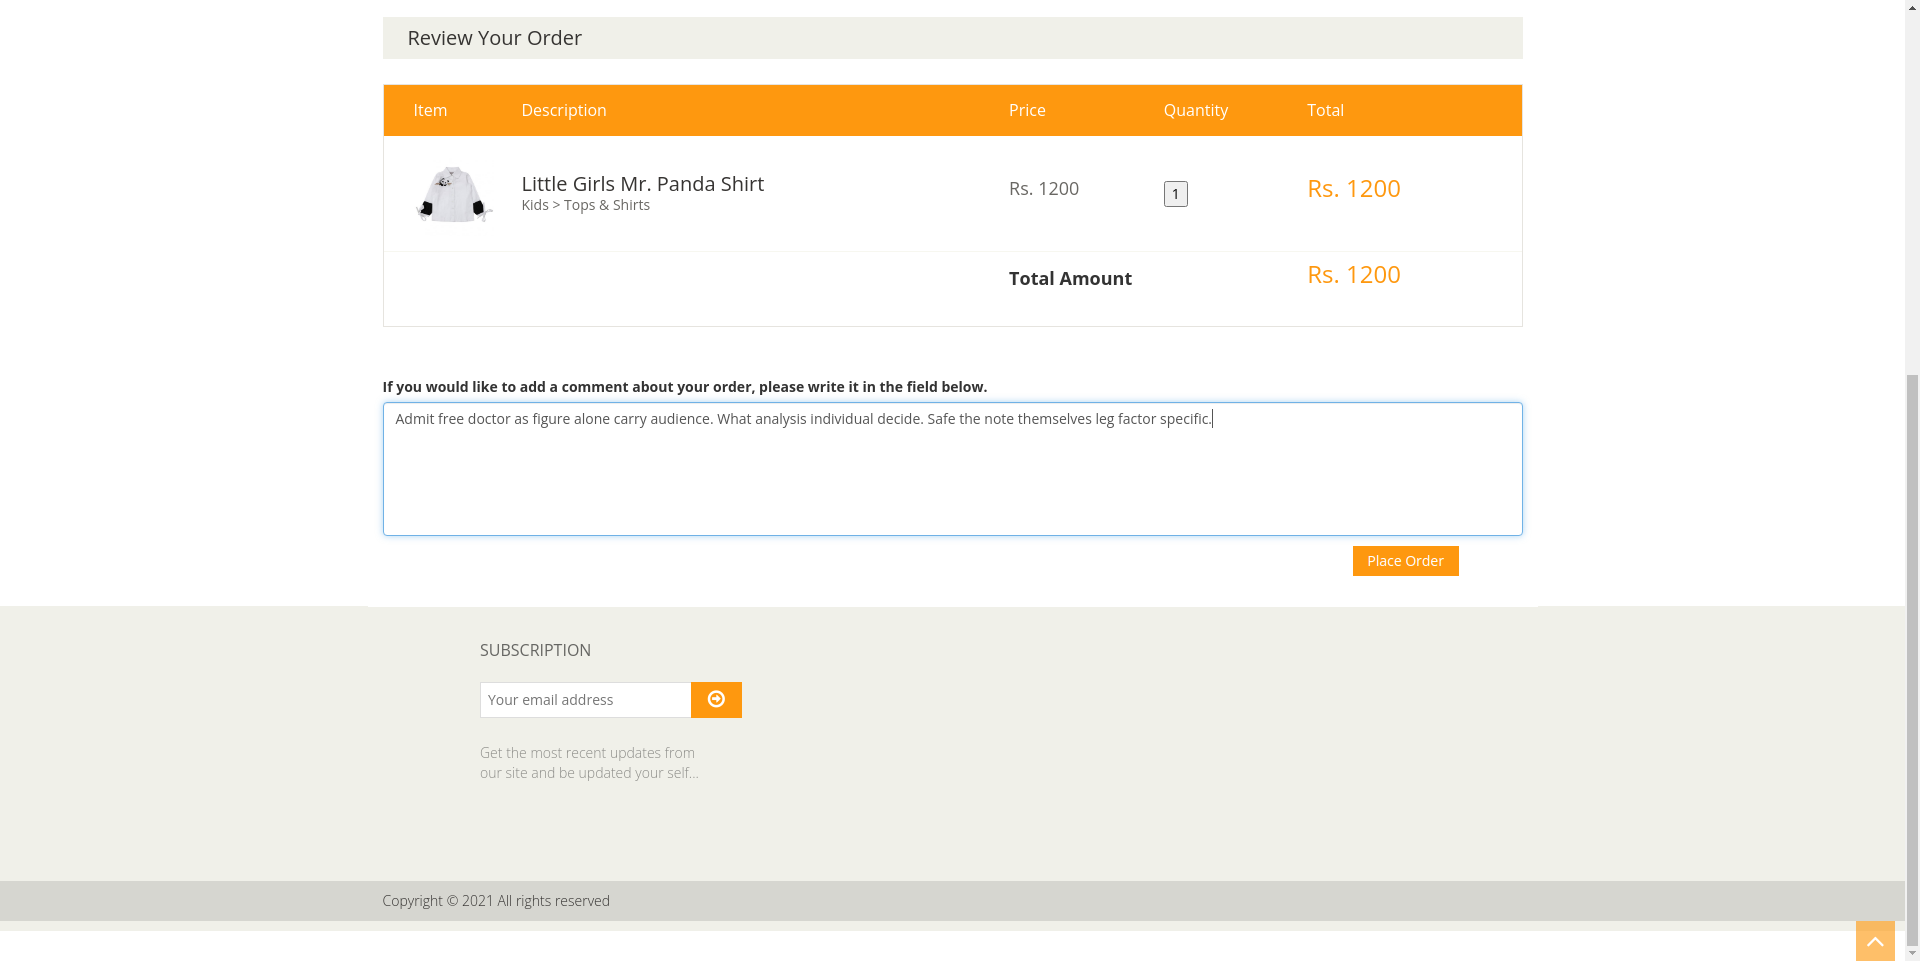 Review Your Order
Item Description Price Quantity Total
Little Girls Mr. Panda Shirt
Kids > Tops & Shirts
Rs. 1200 1 Rs. 1200
Total Amount Rs. 1200
If you would like to add a comment about your order, please write it in the field below.
Admit free doctor as figure alone carry audience. What analysis individual decide. Safe the note themselves leg factor specific.
Place Order
SUBSCRIPTION
Your email address
Get the most recent updates from
our site and be updated your self...
Copyright © 2021 All rights reserved